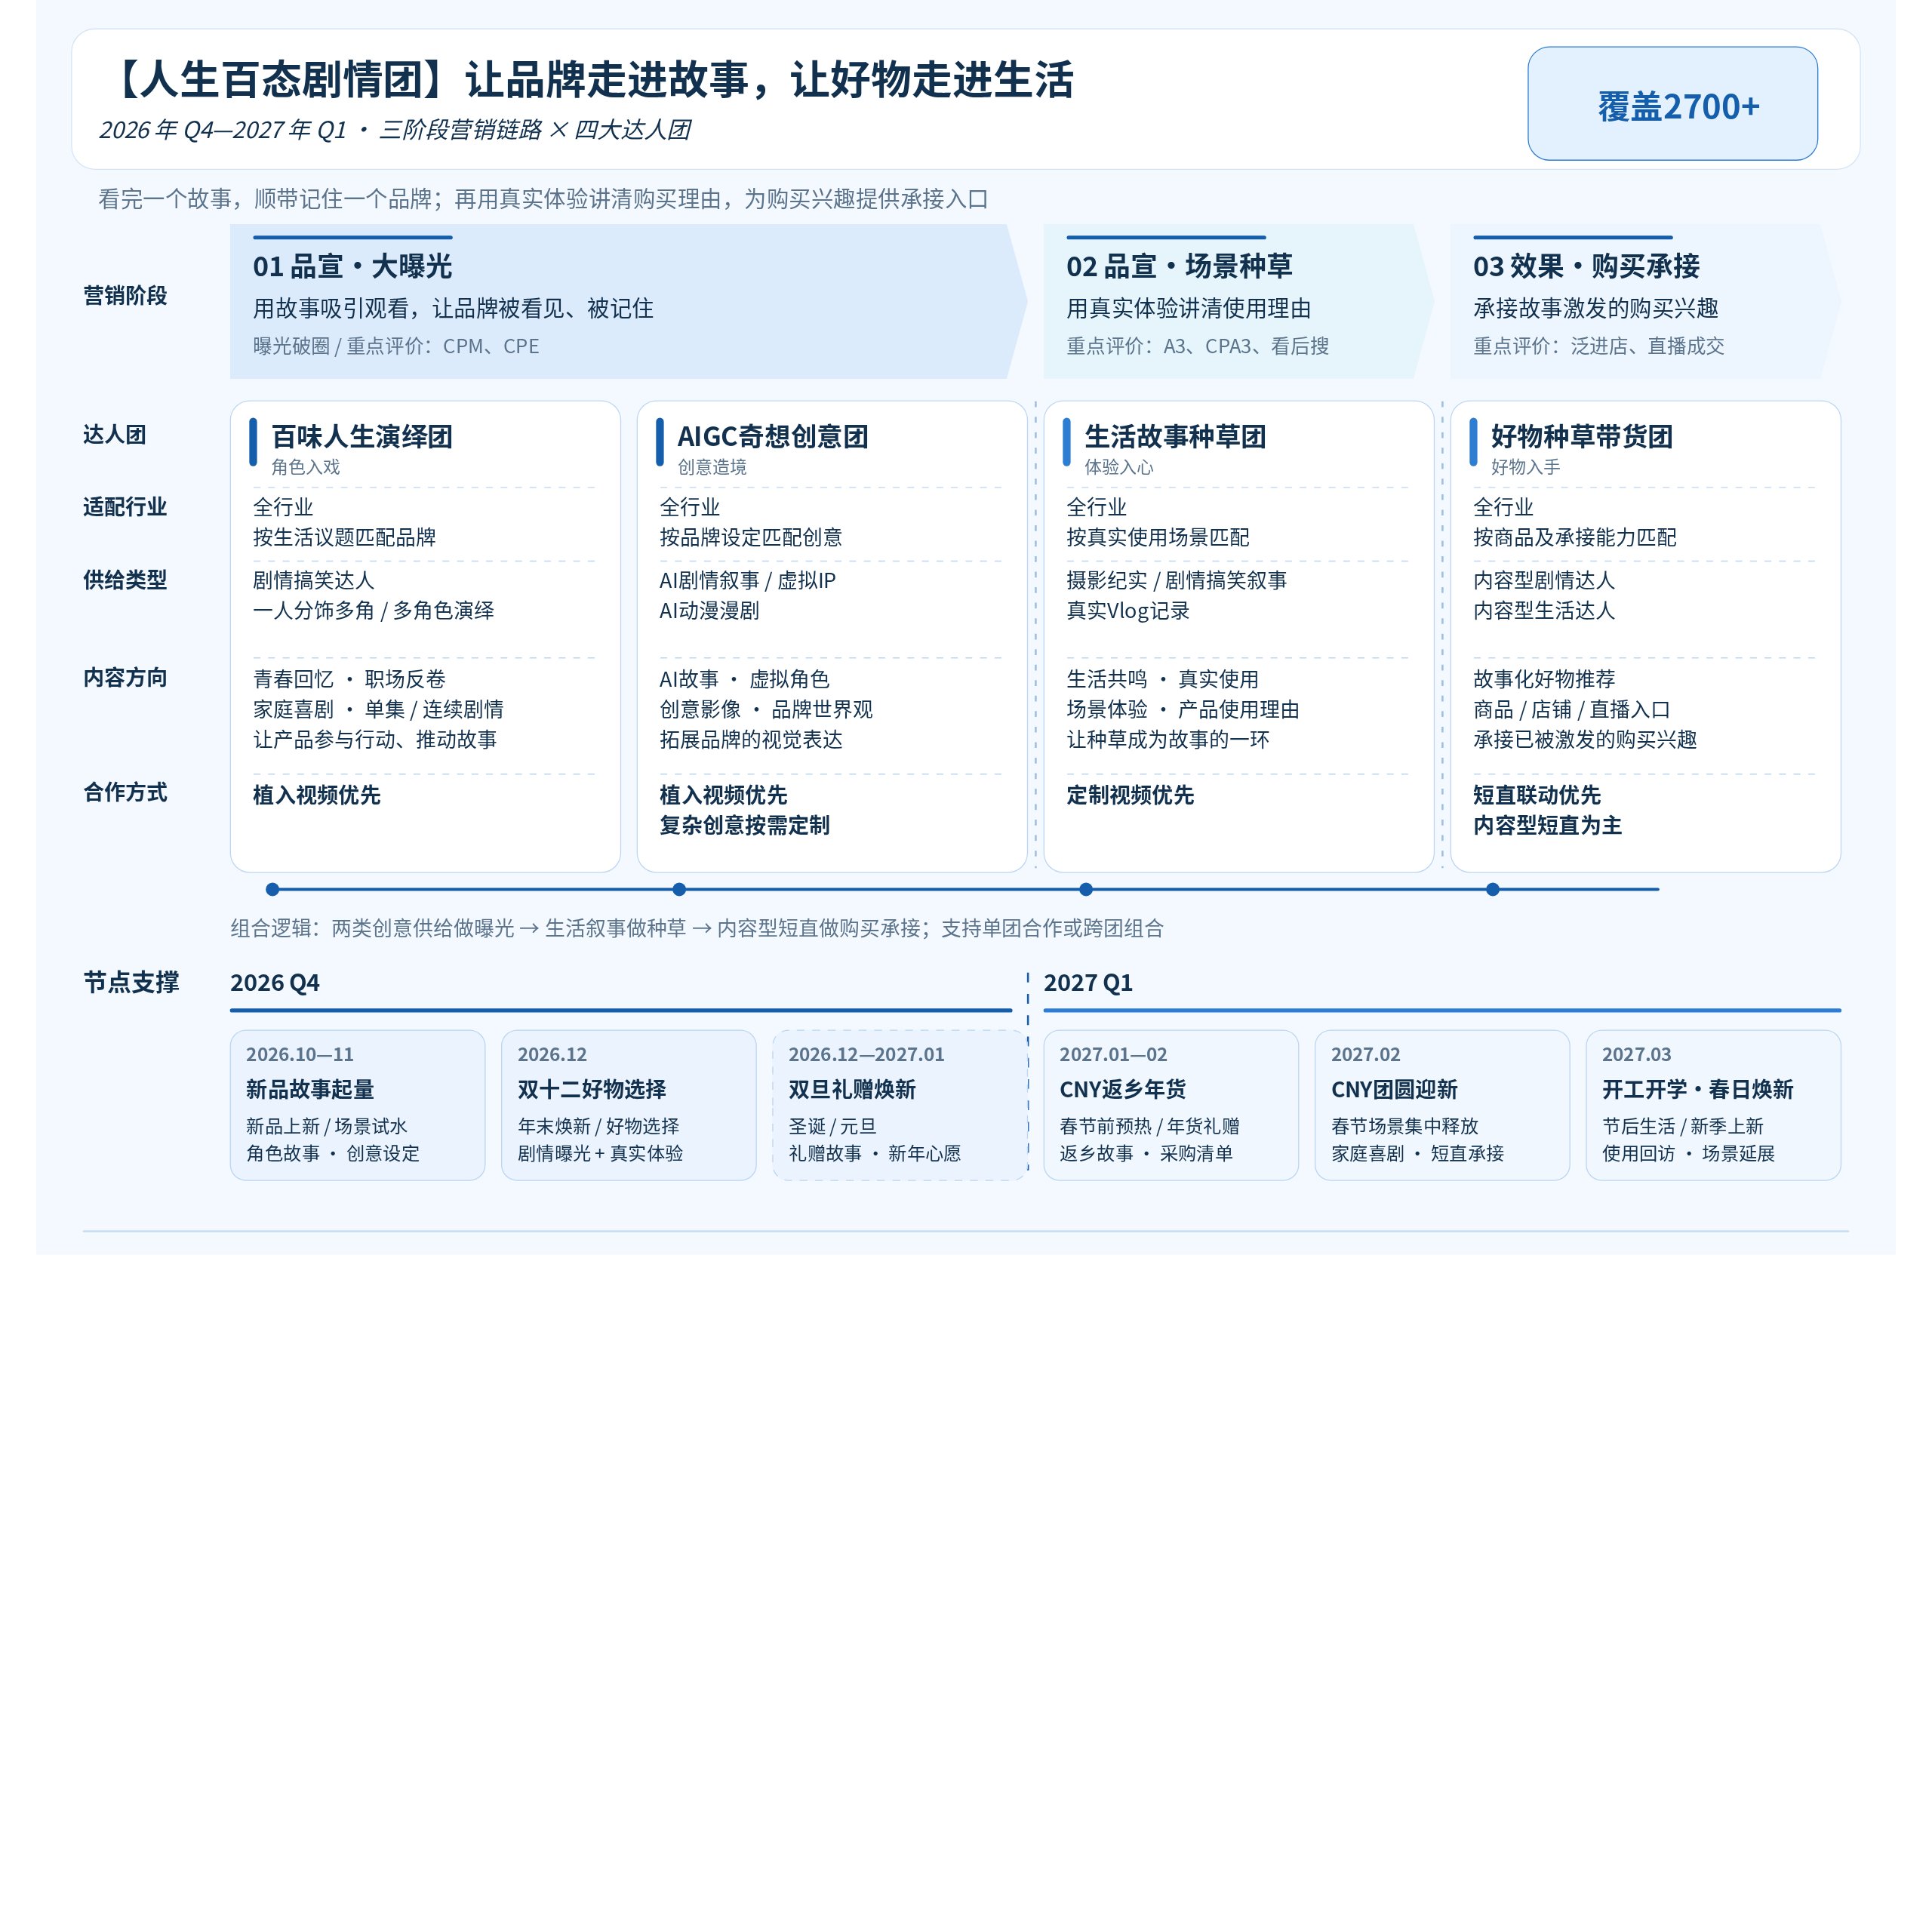 【人生百态剧情团】让品牌走进故事，让好物走进生活
2026 年 Q4—2027 年 Q1 · 三阶段营销链路 × 四大达人团
覆盖2700+
看完一个故事，顺带记住一个品牌；再用真实体验讲清购买理由，为购买兴趣提供承接入口
营销阶段
01 品宣·大曝光
用故事吸引观看，让品牌被看见、被记住
曝光破圈 / 重点评价：CPM、CPE
02 品宣·场景种草
用真实体验讲清使用理由
重点评价：A3、CPA3、看后搜
03 效果·购买承接
承接故事激发的购买兴趣
重点评价：泛进店、直播成交
达人团
百味人生演绎团
角色入戏
AIGC奇想创意团
创意造境
生活故事种草团
体验入心
好物种草带货团
好物入手
适配行业
全行业
按生活议题匹配品牌
全行业
按品牌设定匹配创意
全行业
按真实使用场景匹配
全行业
按商品及承接能力匹配
供给类型
剧情搞笑达人
一人分饰多角 / 多角色演绎
AI剧情叙事 / 虚拟IP
AI动漫漫剧
摄影纪实 / 剧情搞笑叙事
真实Vlog记录
内容型剧情达人
内容型生活达人
内容方向
青春回忆 · 职场反卷
家庭喜剧 · 单集 / 连续剧情
让产品参与行动、推动故事
AI故事 · 虚拟角色
创意影像 · 品牌世界观
拓展品牌的视觉表达
生活共鸣 · 真实使用
场景体验 · 产品使用理由
让种草成为故事的一环
故事化好物推荐
商品 / 店铺 / 直播入口
承接已被激发的购买兴趣
合作方式
植入视频优先
植入视频优先
复杂创意按需定制
定制视频优先
短直联动优先
内容型短直为主
组合逻辑：两类创意供给做曝光 → 生活叙事做种草 → 内容型短直做购买承接；支持单团合作或跨团组合
节点支撑
2026 Q4
2027 Q1
2026.10—11
新品故事起量
新品上新 / 场景试水
角色故事 · 创意设定
2026.12
双十二好物选择
年末焕新 / 好物选择
剧情曝光 + 真实体验
2026.12—2027.01
双旦礼赠焕新
圣诞 / 元旦
礼赠故事 · 新年心愿
2027.01—02
CNY返乡年货
春节前预热 / 年货礼赠
返乡故事 · 采购清单
2027.02
CNY团圆迎新
春节场景集中释放
家庭喜剧 · 短直承接
2027.03
开工开学·春日焕新
节后生活 / 新季上新
使用回访 · 场景延展